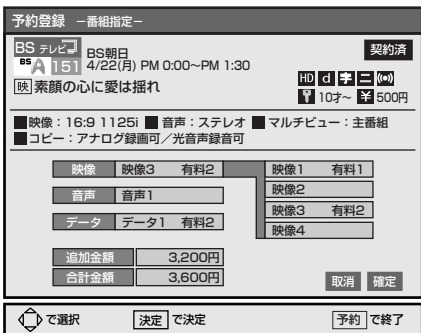 予約登録 －番組指定－
BS テレビ BS朝日 契約済
BSA 151 4/22(月) PM 0:00～PM 1:30
映 素顔の心に愛は揺れ
HD d 字 二
10才～ ¥ 500円
■映像：16:9 1125i ■音声：ステレオ ■マルチビュー：主番組
■コピー：アナログ録画可／光音声録音可
映像 映像3 有料2 映像1 有料1
映像2
音声 音声1
映像3 有料2
データ データ1 有料2
映像4
追加金額 3,200円
合計金額 3,600円
取消 確定
で選択 決定 で決定 予約 で終了